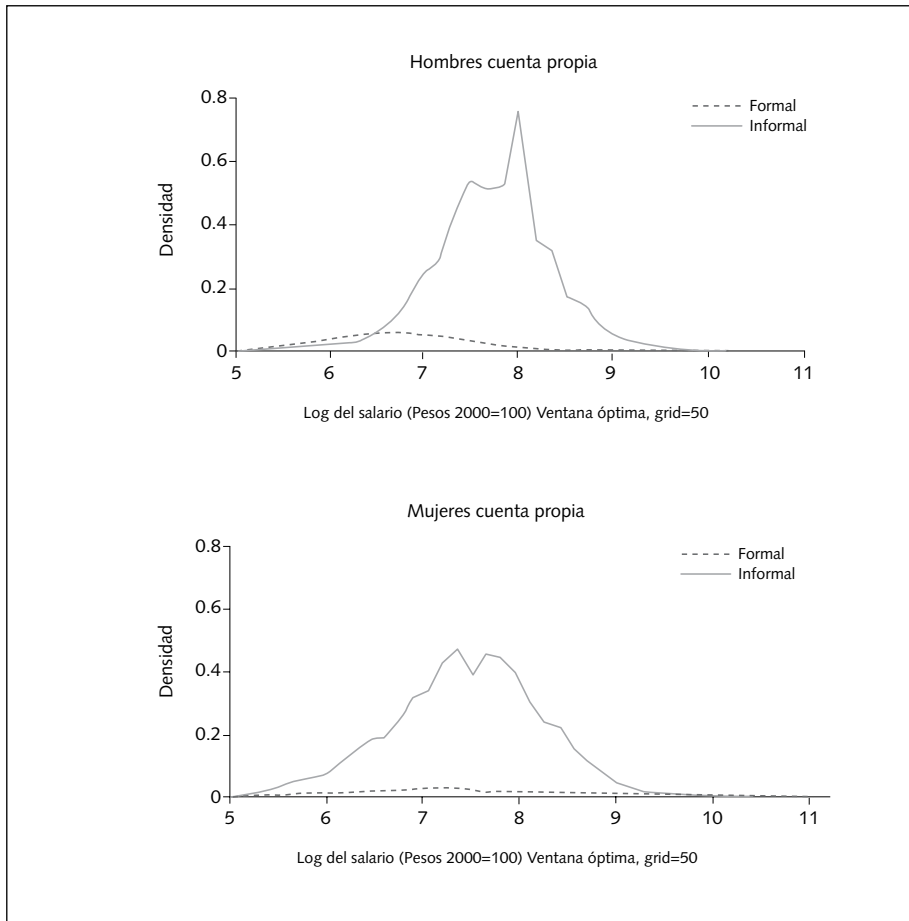 Hombres cuenta propia
0.8
0.6
0.4
0.2
0
Densidad
Formal
Informal
5 6 7 8 9 10 11
Log del salario (Pesos 2000=100) Ventana óptima, grid=50
Mujeres cuenta propia
0.8
0.6
0.4
0.2
0
Densidad
Formal
Informal
5 6 7 8 9 10 11
Log del salario (Pesos 2000=100) Ventana óptima, grid=50